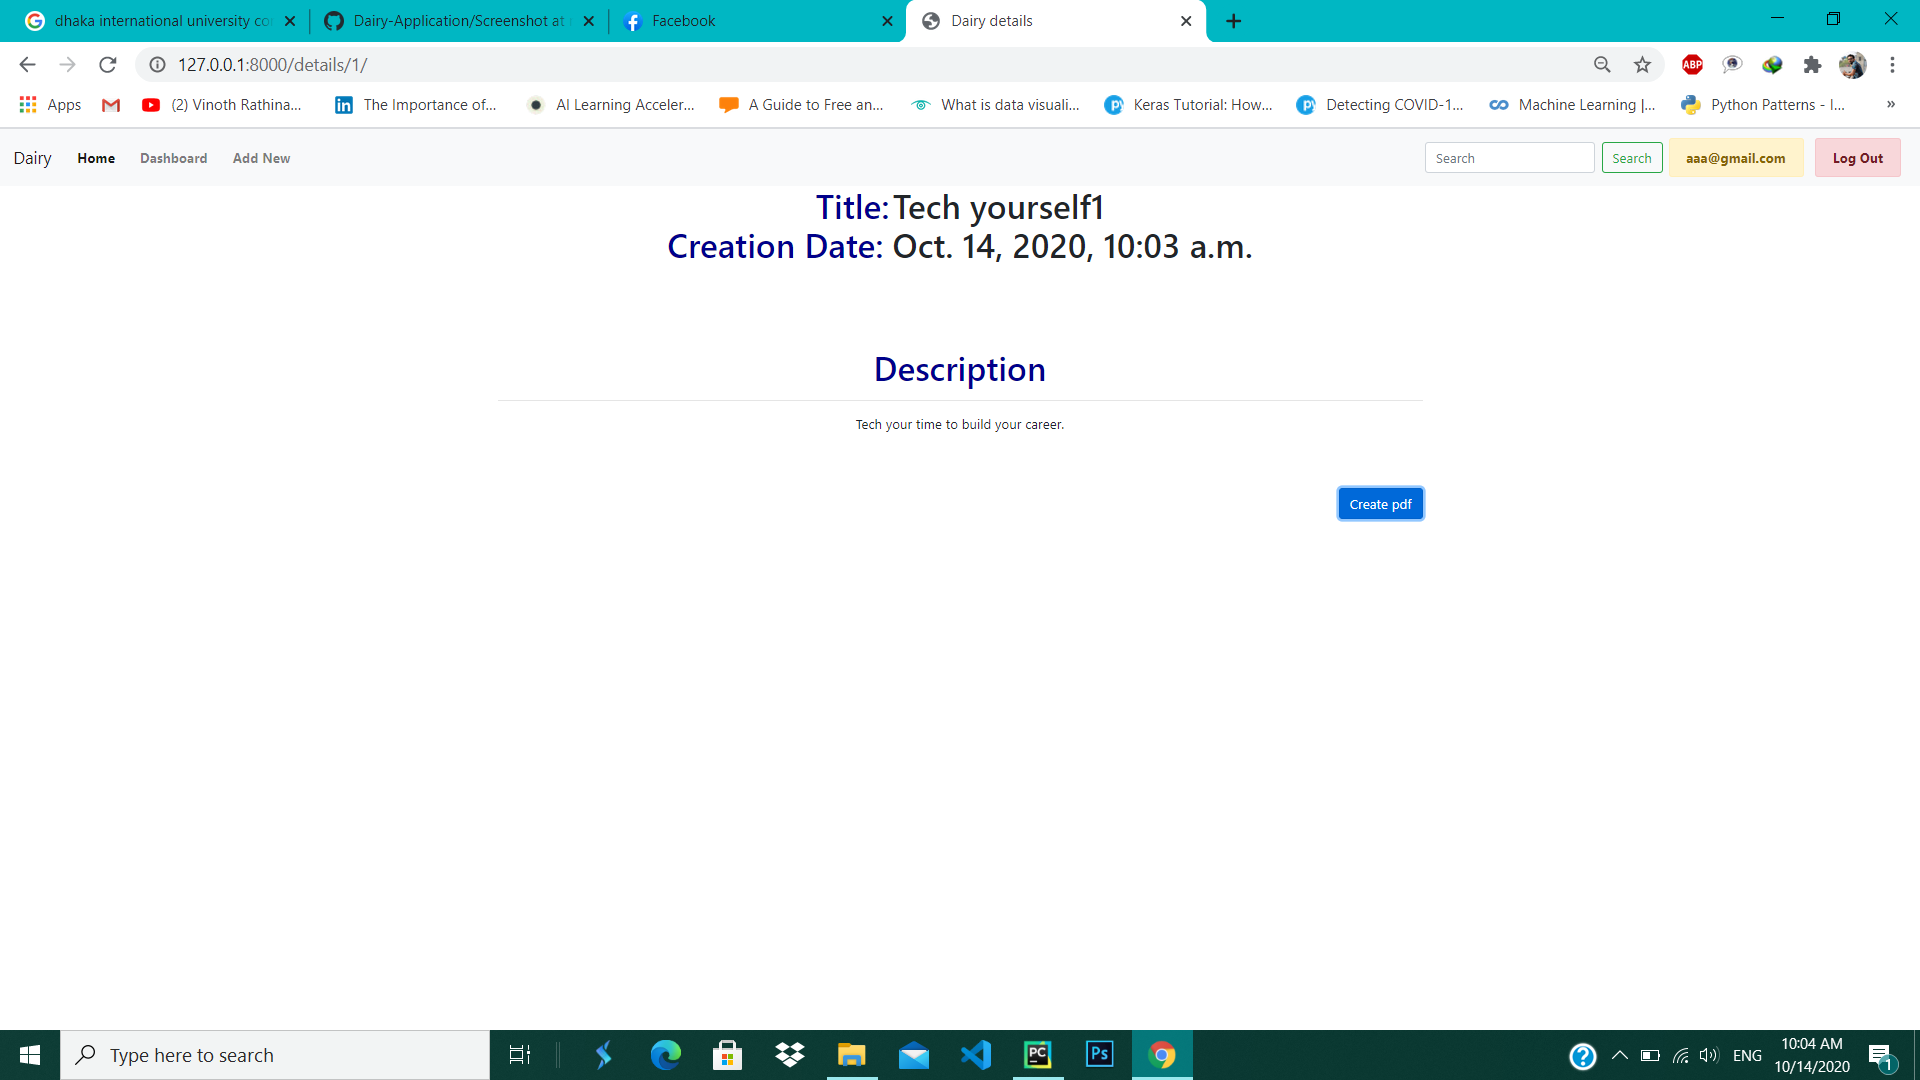 dhaka international university co
Dairy-Application/Screenshot at
Facebook
Dairy details
127.0.0.1:8000/details/1/
ABP
Apps
(2) Vinoth Rathina...
The Importance of...
AI Learning Acceler...
A Guide to Free an...
What is data visuali...
Keras Tutorial: How...
Detecting COVID-1...
Machine Learning |...
Python Patterns - I...
»
Dairy
Home
Dashboard
Add New
Search
Search
aaa@gmail.com
Log Out
Title: Tech yourself1
Creation Date: Oct. 14, 2020, 10:03 a.m.
Description
Tech your time to build your career.
Create pdf
Type here to search
PC
Ps
ENG
10:04 AM
10/14/2020
1